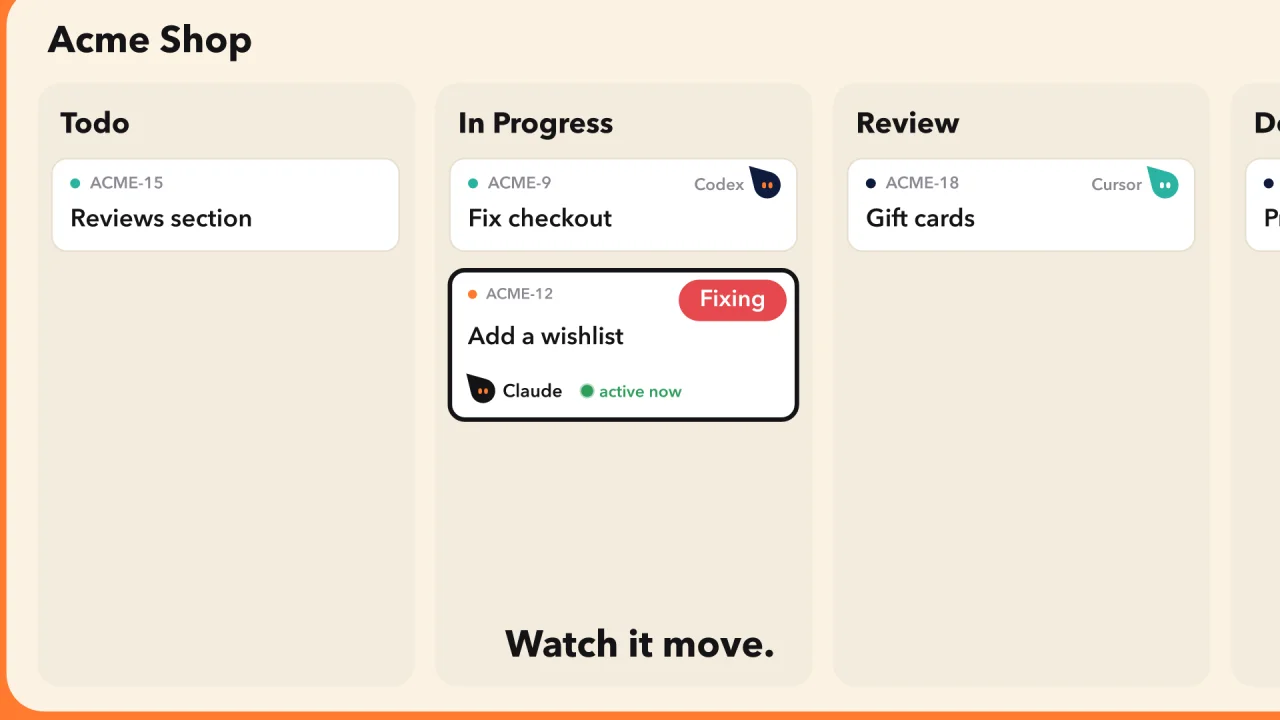 Acme Shop
Todo
ACME-15
Reviews section
In Progress
ACME-9
Codex
Fix checkout
ACME-12
Fixing
Add a wishlist
Claude
active now
Review
ACME-18
Cursor
Gift cards
Watch it move.